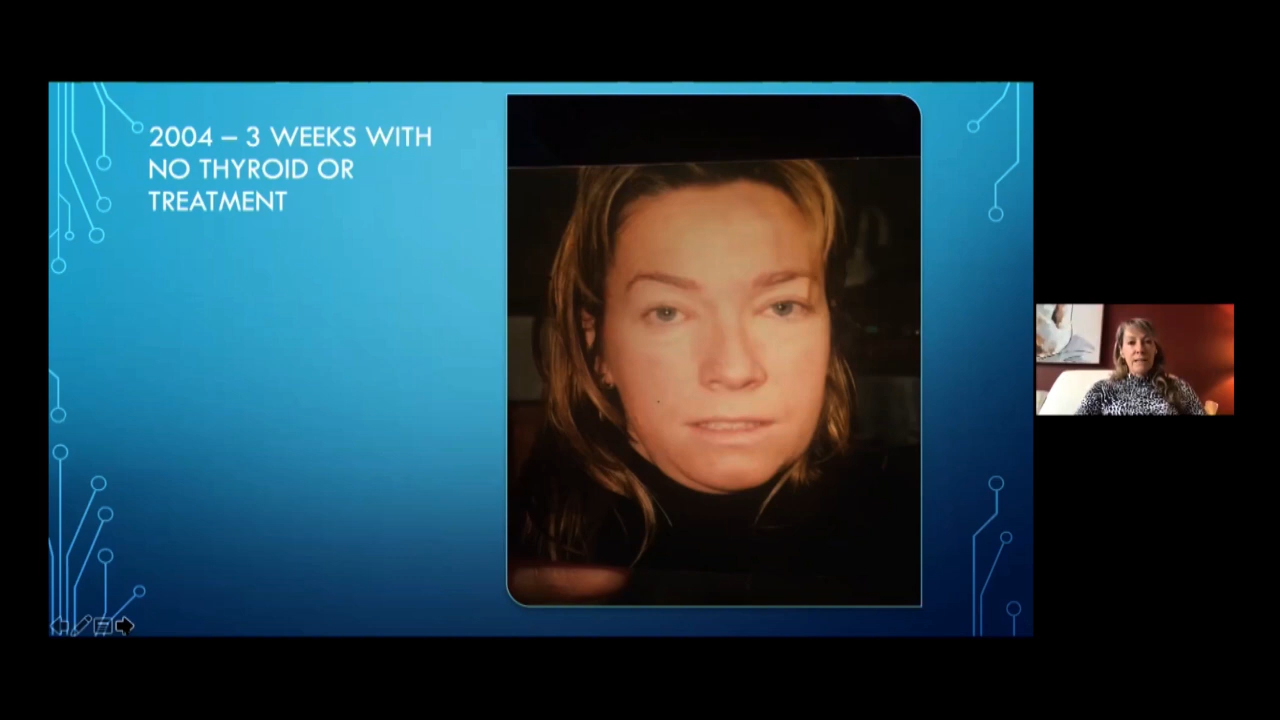 2004 – 3 WEEKS WITH
NO THYROID OR
TREATMENT